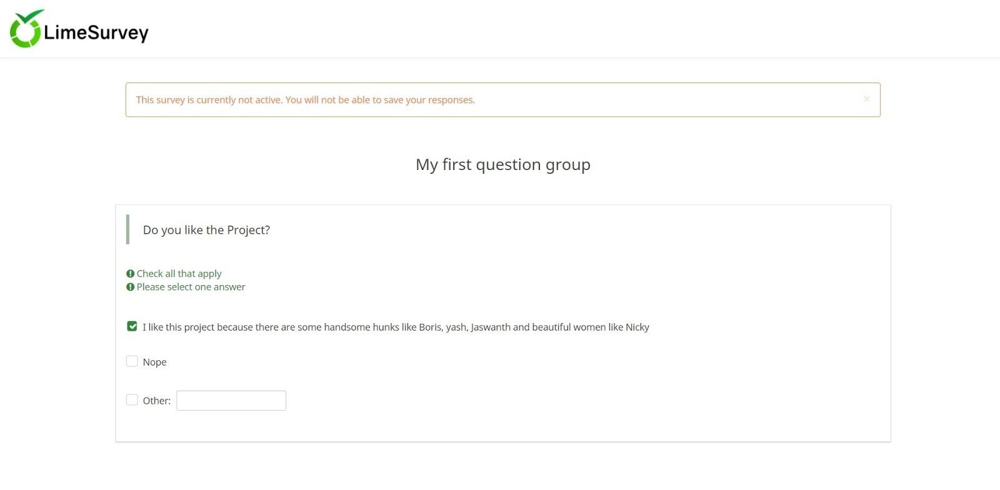 LimeSurvey
This survey is currently not active. You will not be able to save your responses.
×
My first question group
Do you like the Project?
Check all that apply
Please select one answer
I like this project because there are some handsome hunks like Boris, yash, Jaswanth and beautiful women like Nicky
Nope
Other: